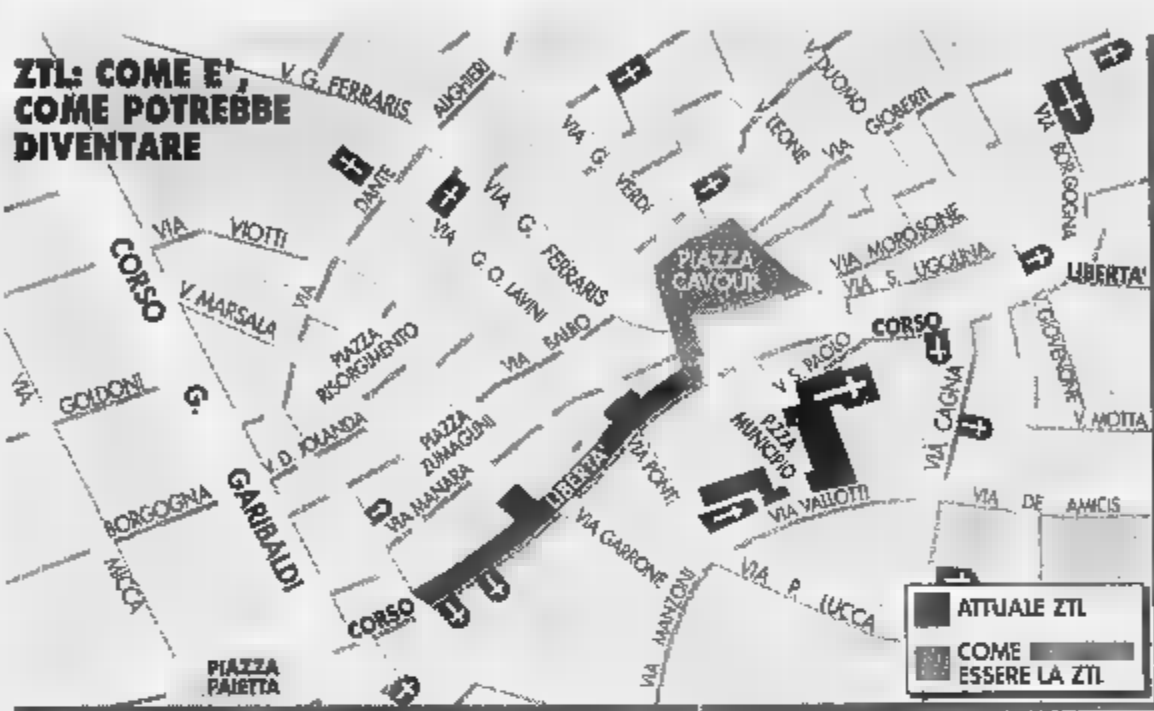 ZTL: COME E',
COME POTREBBE
DIVENTARE
V. G. FERRARIS
ALIGHIERI
DANTE
VIA
VIA G. VERDI
V. DUOMO
V. LEONE
VIA GIOBERTI
VIA BORGOGNA
VIA G. FERRARIS
VIA G. O. LAVINI
VIA VIOTTI
CORSO
G.
GARIBALDI
V. MARSALA
PIAZZA
RISORGIMENTO
VIA BALBO
PIAZZA
CAVOUR
VIA MOROSONE
VIA S. UGOLINA
LIBERTA'
CORSO
V. S. PAOLO
P.ZZA
MUNICIPIO
VIA CAGNA
V. MOTTA
VIA
GOLDONI
V. D. JOLANDA
PIAZZA
ZUMAGLINI
VIA MANARA
LIBERTA'
VIA PONTI
VIA VALLOTTI
VIA DE AMICIS
BORGOGNA
MICCA
VIA GARRONE
VIA MANZONI
VIA P. LUCCA
CORSO
PIAZZA
PAIETTA
ATTUALE ZTL
COME
ESSERE LA ZTL